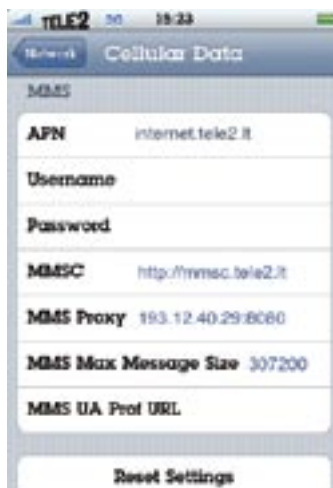 TELE2 3G 15:33
Network Cellular Data
MMS
APN internet.tele2.lt
Username
Password
MMSC http://mmsc.tele2.lt
MMS Proxy 193.12.40.29:8080
MMS Max Message Size 307200
MMS UA Prof URL
Reset Settings